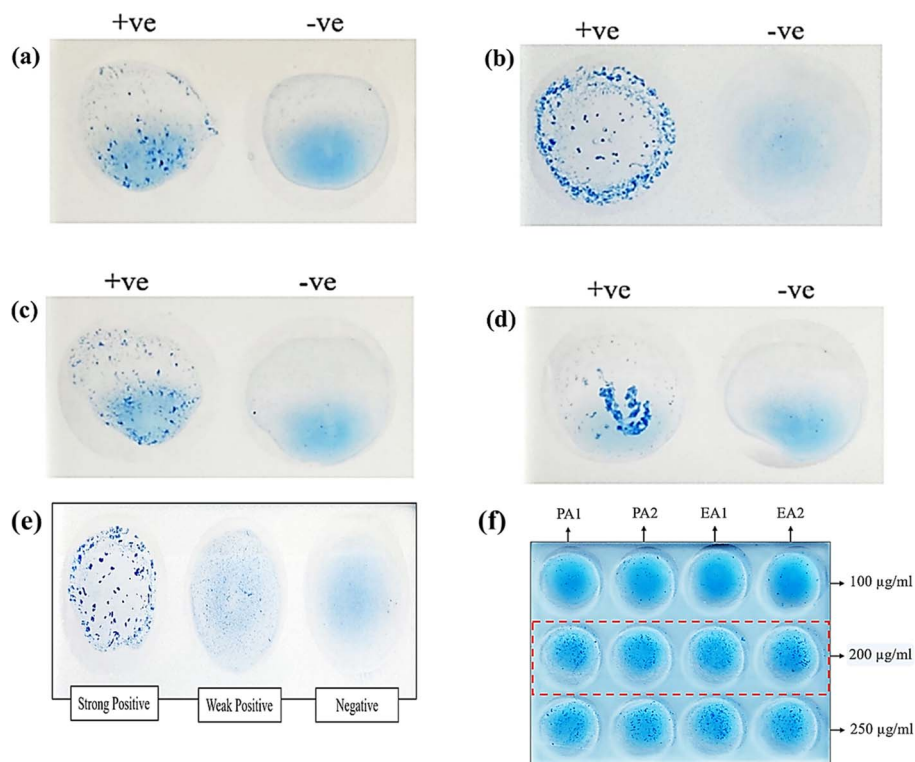 +ve -ve
(a)
+ve -ve
(b)
+ve -ve
(c)
+ve -ve
(d)
(e)
Strong Positive Weak Positive Negative
(f)
PA1 PA2 EA1 EA2
100 µg/ml
200 µg/ml
250 µg/ml